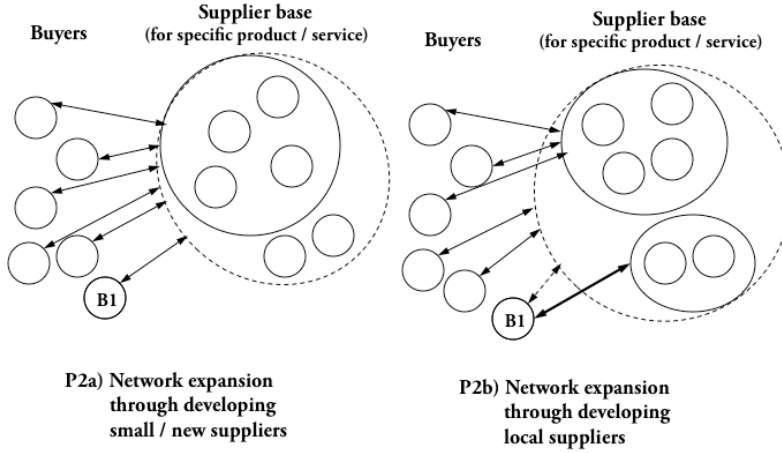 Buyers
Supplier base
(for specific product / service)
B1
P2a) Network expansion
through developing
small / new suppliers
Buyers
Supplier base
(for specific product / service)
B1
P2b) Network expansion
through developing
local suppliers